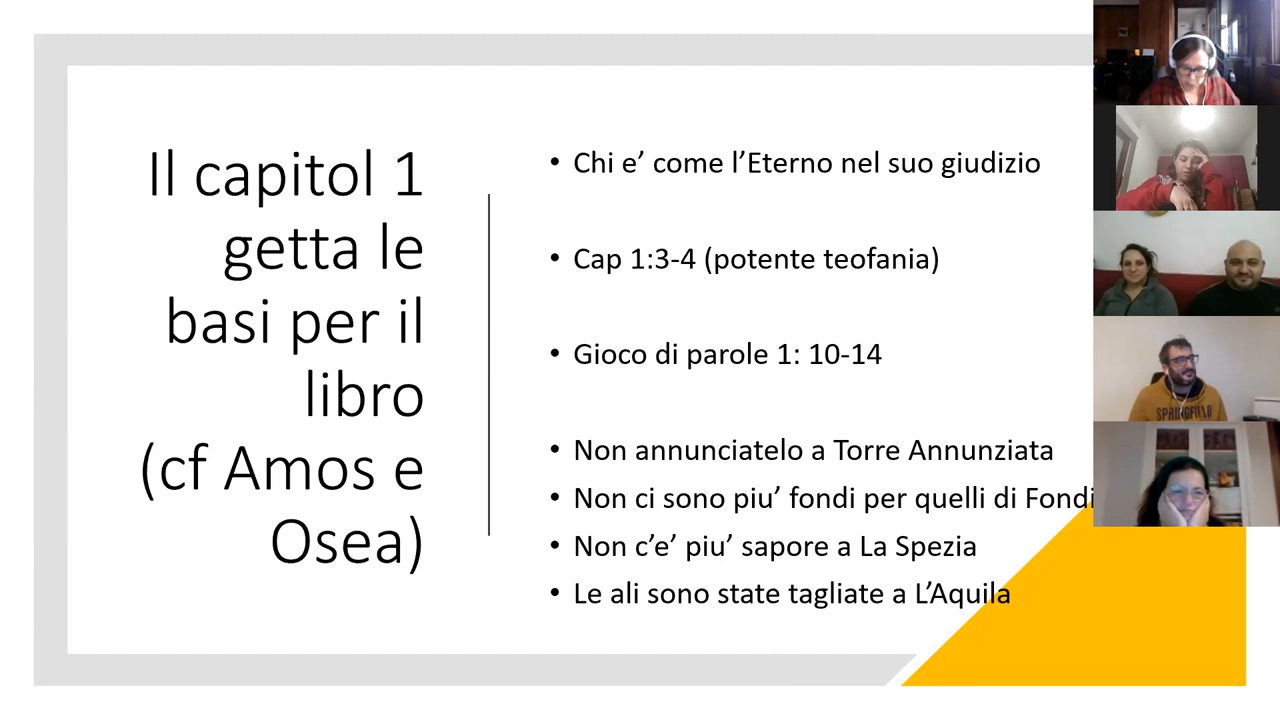 Il capitol 1
getta le
basi per il
libro
(cf Amos e
Osea)
• Chi e’ come l’Eterno nel suo giudizio
• Cap 1:3-4 (potente teofania)
• Gioco di parole 1: 10-14
• Non annunciatelo a Torre Annunziata
• Non ci sono piu’ fondi per quelli di Fondi
• Non c’e’ piu’ sapore a La Spezia
• Le ali sono state tagliate a L’Aquila
SPRINGFIELD